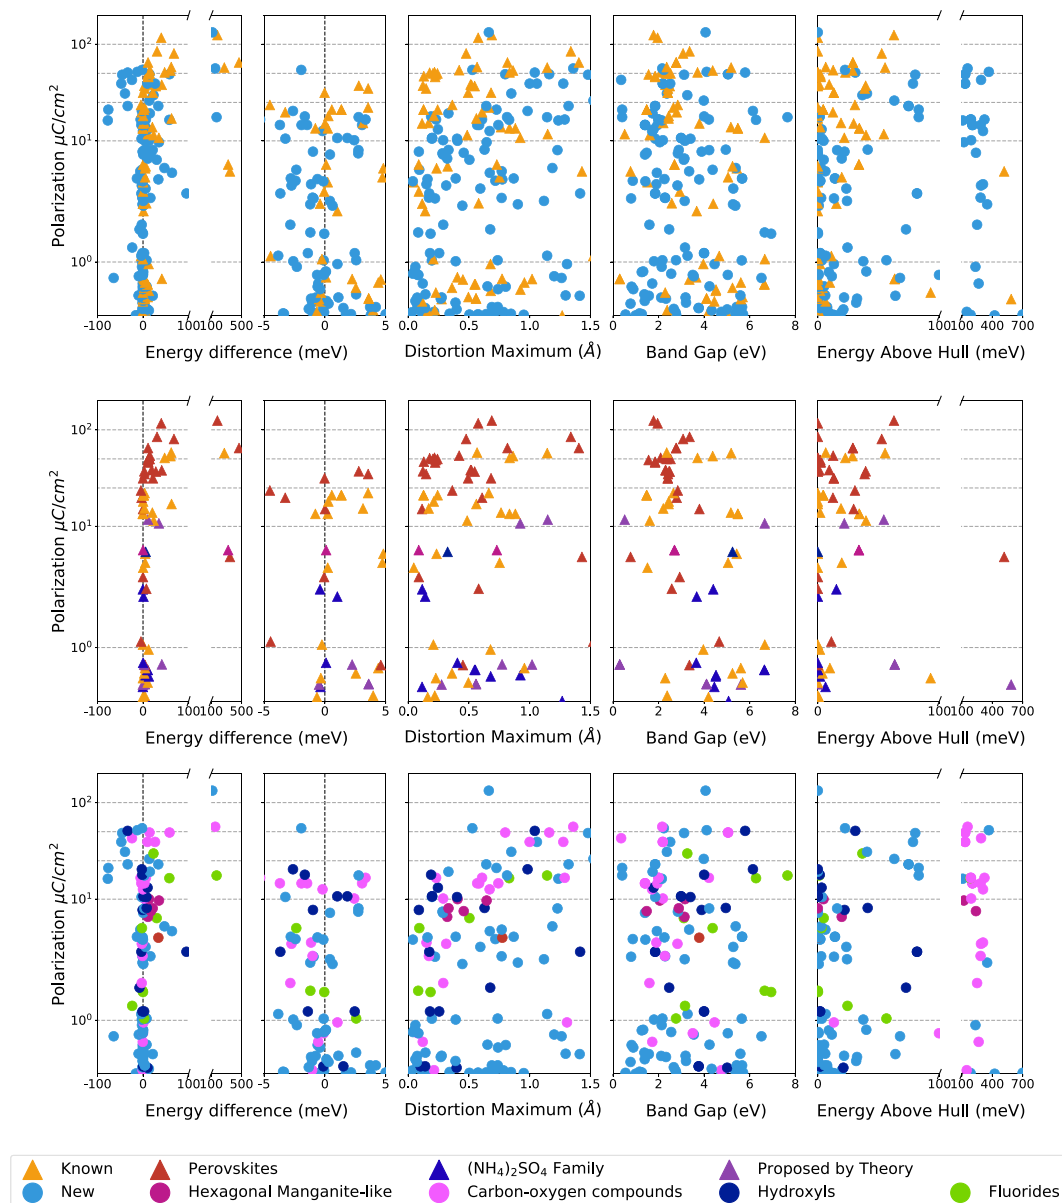 10² 10¹ 10⁰
Polarization μC/cm²
-100 0 100 100 500 -5 0 5 0.0 0.5 1.0 1.5 0 2 4 6 8 0 100 100 400 700
Energy difference (meV) Distortion Maximum (Å) Band Gap (eV) Energy Above Hull (meV)
10² 10¹ 10⁰
Polarization μC/cm²
-100 0 100 100 500 -5 0 5 0.0 0.5 1.0 1.5 0 2 4 6 8 0 100 100 400 700
Energy difference (meV) Distortion Maximum (Å) Band Gap (eV) Energy Above Hull (meV)
10² 10¹ 10⁰
Polarization μC/cm²
-100 0 100 100 500 -5 0 5 0.0 0.5 1.0 1.5 0 2 4 6 8 0 100 100 400 700
Energy difference (meV) Distortion Maximum (Å) Band Gap (eV) Energy Above Hull (meV)
Known Perovskites (NH₄)₂SO₄ Family Proposed by Theory
New Hexagonal Manganite-like Carbon-oxygen compounds Hydroxyls Fluorides